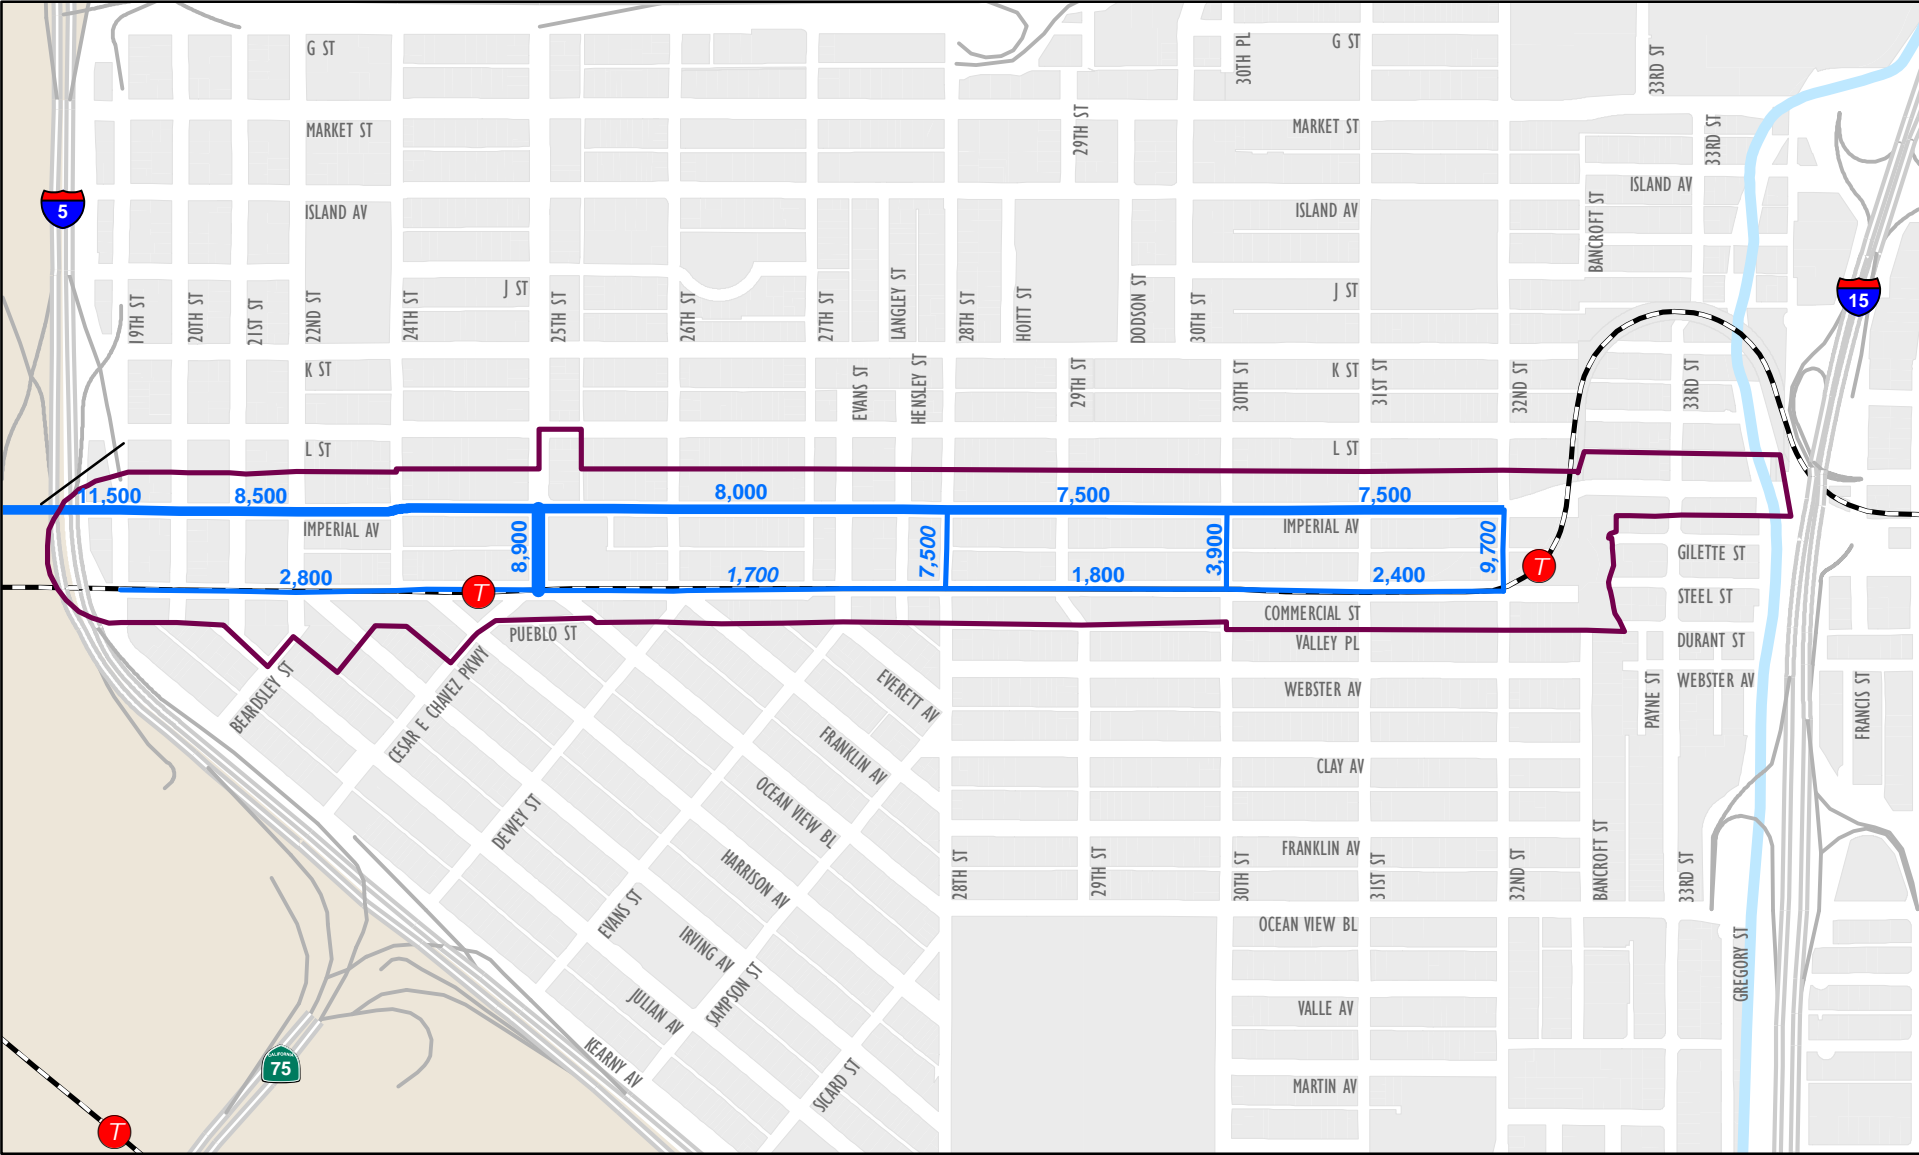 G ST
G ST
30TH PL
33RD ST
MARKET ST
29TH ST
MARKET ST
33RD ST
5
ISLAND AV
ISLAND AV
BANCROFT ST
ISLAND AV
19TH ST
20TH ST
21ST ST
22ND ST
24TH ST
J ST
25TH ST
26TH ST
27TH ST
LANGLEY ST
28TH ST
HOITT ST
DODSON ST
30TH ST
J ST
15
K ST
EVANS ST
HENSLEY ST
29TH ST
30TH ST
K ST
31ST ST
32ND ST
33RD ST
L ST
L ST
11,500
8,500
8,000
7,500
7,500
IMPERIAL AV
8,900
7,500
3,900
IMPERIAL AV
9,700
2,800
1,700
1,800
2,400
T
T
GILETTE ST
STEEL ST
COMMERCIAL ST
PUEBLO ST
VALLEY PL
DURANT ST
BEARDSLEY ST
CESAR E CHAVEZ PKWY
EVERETT AV
WEBSTER AV
PAYNE ST
WEBSTER AV
FRANCIS ST
FRANKLIN AV
CLAY AV
DEWEY ST
OCEAN VIEW BL
HARRISON AV
28TH ST
29TH ST
30TH ST
FRANKLIN AV
31ST ST
32ND ST
BANCROFT ST
33RD ST
EVANS ST
IRVING AV
OCEAN VIEW BL
GREGORY ST
JULIAN AV
SAMPSON ST
VALLE AV
CALIFORNIA
75
KEARNY AV
SICARD ST
MARTIN AV
T